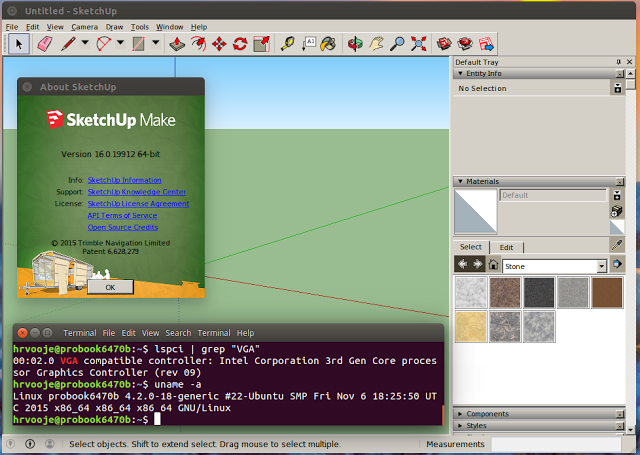 Untitled - SketchUp
File Edit View Camera Draw Tools Window Help
A1
Default Tray
Entity Info
No Selection
About SketchUp
SketchUp Make
Version 16.0.19912 64-bit
Info: SketchUp Information
Support: SketchUp Knowledge Center
License: SketchUp License Agreement
API Terms of Service
Open Source Credits
© 2015 Trimble Navigation Limited
Patent 6,628,279
OK
Materials
Default
Select Edit
Stone
Terminal File Edit View Search Terminal Help
hrvooje@probook6470b:~$ lspci | grep "VGA"
00:02.0 VGA compatible controller: Intel Corporation 3rd Gen Core proces
sor Graphics Controller (rev 09)
hrvooje@probook6470b:~$ uname -a
Linux probook6470b 4.2.0-18-generic #22-Ubuntu SMP Fri Nov 6 18:25:50 UT
C 2015 x86_64 x86_64 x86_64 GNU/Linux
hrvooje@probook6470b:~$
Components
Styles
Select objects. Shift to extend select. Drag mouse to select multiple.
Measurements